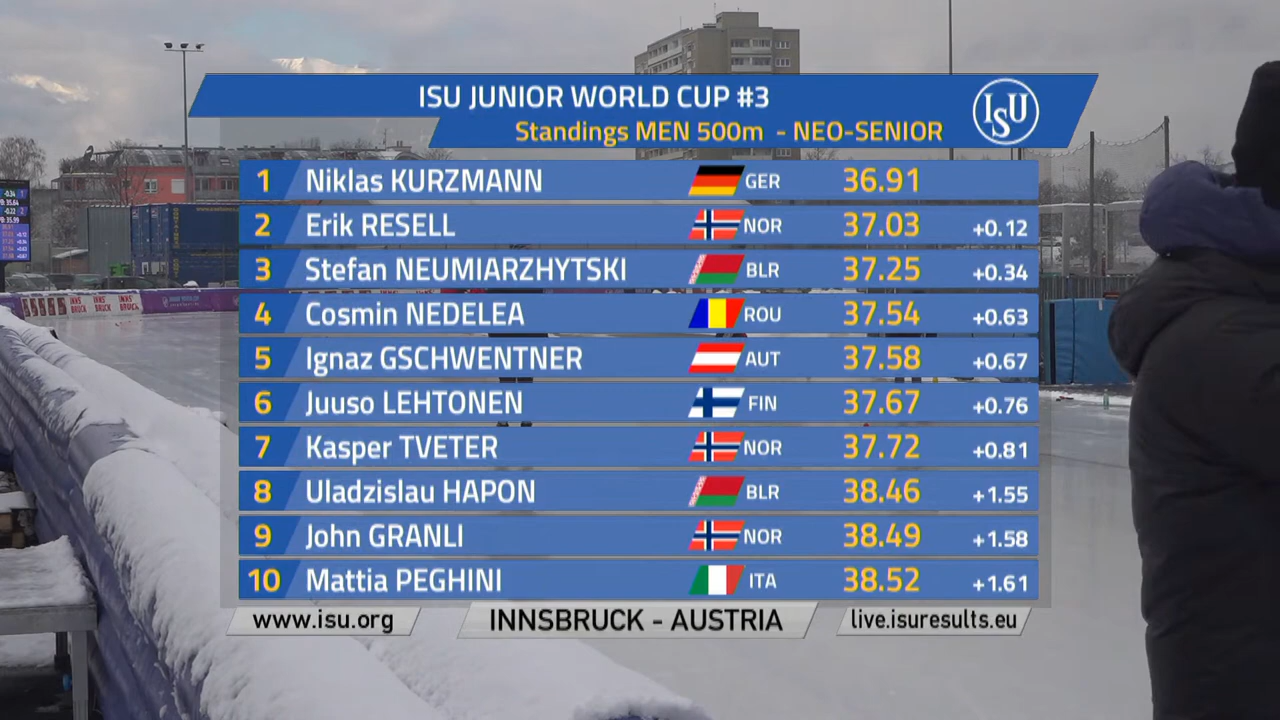 ISU JUNIOR WORLD CUP #3
ISU
Standings MEN 500m - NEO-SENIOR
1 Niklas KURZMANN GER 36.91
2 Erik RESELL NOR 37.03 +0.12
3 Stefan NEUMIARZHYTSKI BLR 37.25 +0.34
4 Cosmin NEDELEA ROU 37.54 +0.63
5 Ignaz GSCHWENTNER AUT 37.58 +0.67
6 Juuso LEHTONEN FIN 37.67 +0.76
7 Kasper TVETER NOR 37.72 +0.81
8 Uladzislau HAPON BLR 38.46 +1.55
9 John GRANLI NOR 38.49 +1.58
10 Mattia PEGHINI ITA 38.52 +1.61
www.isu.org INNSBRUCK - AUSTRIA live.isuresults.eu